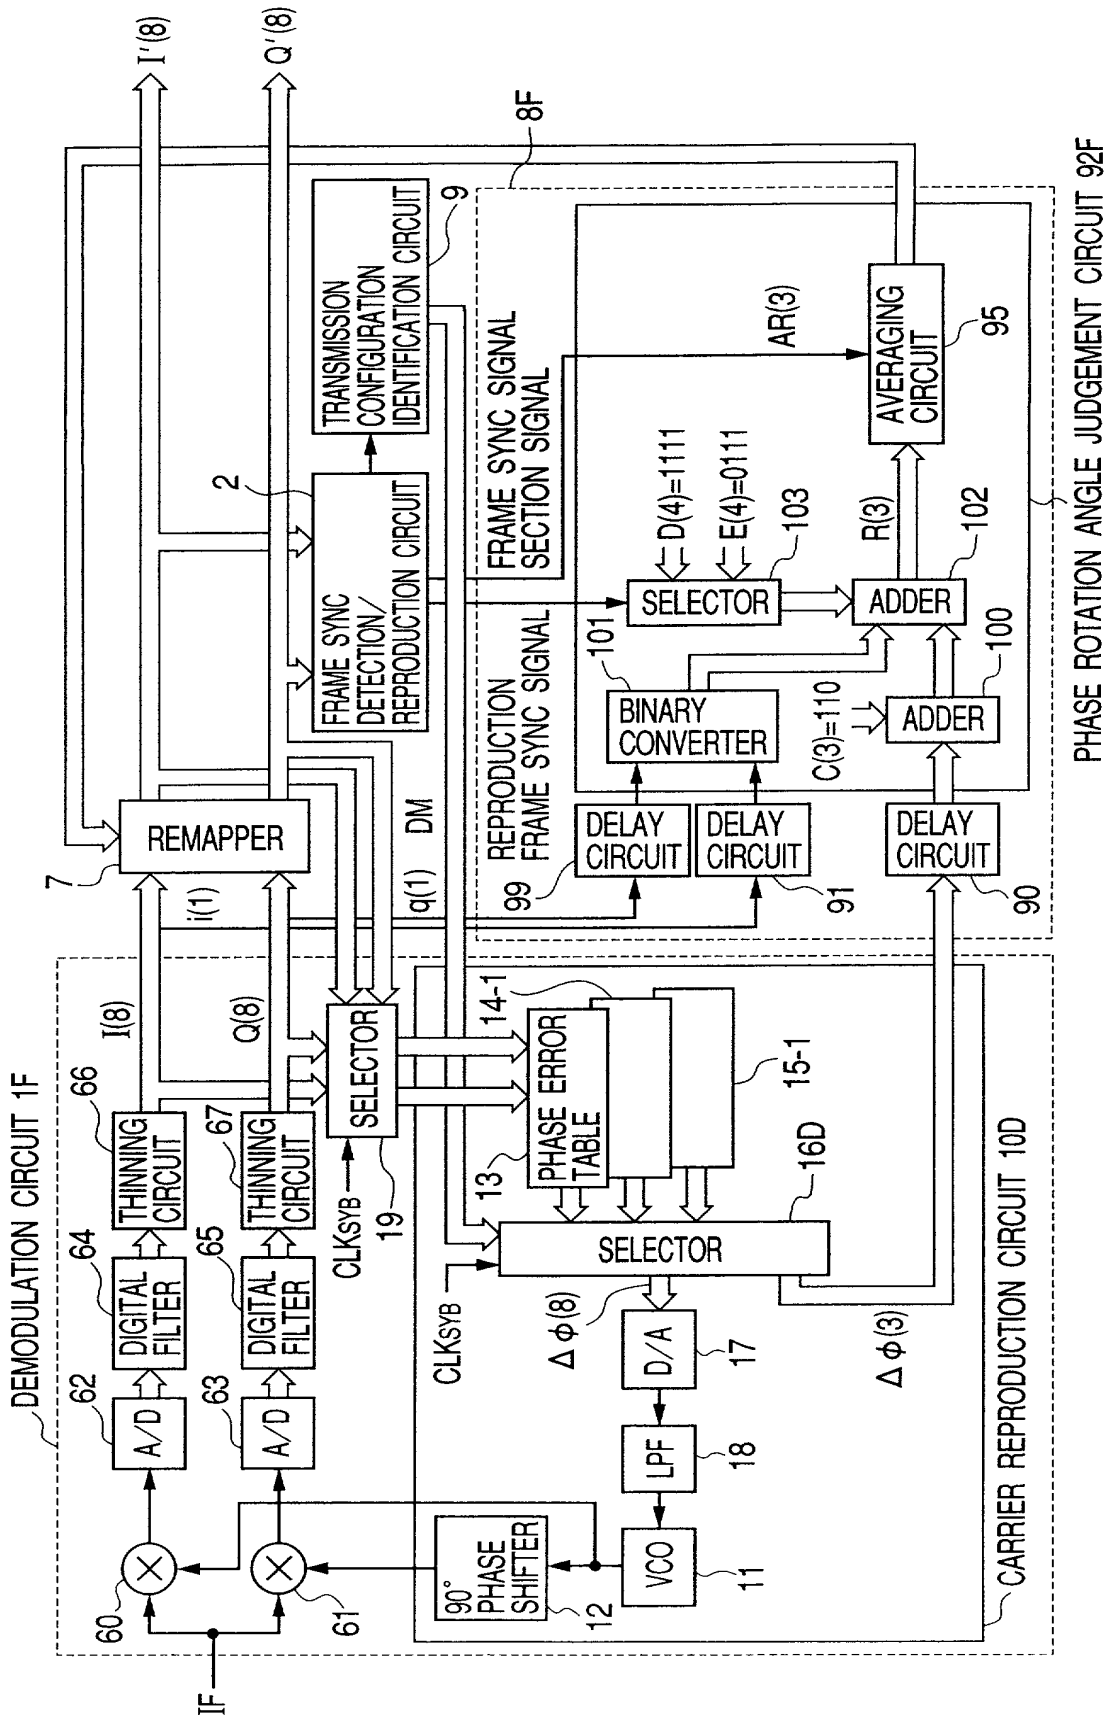 DEMODULATION CIRCUIT 1F
IF
60
61
62
A/D
63
A/D
64
DIGITAL
FILTER
65
DIGITAL
FILTER
66
THINNING
CIRCUIT
67
THINNING
CIRCUIT
I(8)
Q(8)
i(1)
q(1)
7
REMAPPER
I'(8)
Q'(8)
CLKSYB
SELECTOR
19
DM
2
FRAME SYNC
DETECTION/
REPRODUCTION CIRCUIT
TRANSMISSION
CONFIGURATION
IDENTIFICATION CIRCUIT
9
90°
PHASE
SHIFTER
12
VCO
11
LPF
18
D/A
17
Δφ(8)
CLKSYB
SELECTOR
16D
13
PHASE ERROR
TABLE
14-1
15-1
Δφ(3)
CARRIER REPRODUCTION CIRCUIT 10D
REPRODUCTION
FRAME SYNC SIGNAL
FRAME SYNC SIGNAL
SECTION SIGNAL
8F
99
DELAY
CIRCUIT
DELAY
CIRCUIT
91
DELAY
CIRCUIT
90
101
BINARY
CONVERTER
SELECTOR
103
D(4)=1111
E(4)=0111
C(3)=110
ADDER
100
ADDER
102
R(3)
AR(3)
AVERAGING
CIRCUIT
95
PHASE ROTATION ANGLE JUDGEMENT CIRCUIT 92F